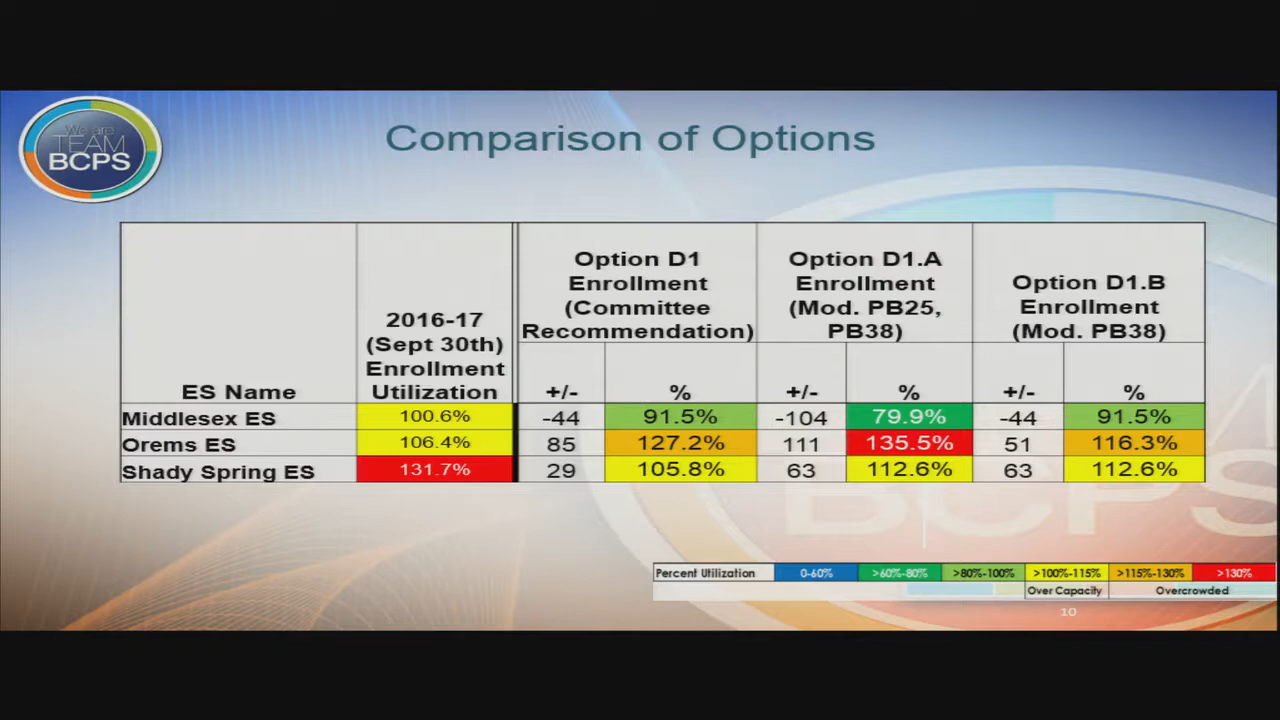 We are
TEAM
BCPS
Comparison of Options
ES Name
2016-17
(Sept 30th)
Enrollment
Utilization
Option D1
Enrollment
(Committee
Recommendation)
Option D1.A
Enrollment
(Mod. PB25,
PB38)
Option D1.B
Enrollment
(Mod. PB38)
+/- % +/- % +/- %
Middlesex ES 100.6% -44 91.5% -104 79.9% -44 91.5%
Orems ES 106.4% 85 127.2% 111 135.5% 51 116.3%
Shady Spring ES 131.7% 29 105.8% 63 112.6% 63 112.6%
BCPS
Percent Utilization 0-60% >60%-80% >80%-100% >100%-115% >115%-130% >130%
Over Capacity Overcrowded
10